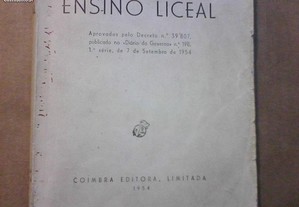 ENSINO LICEAL
Aprovados pelo Decreto n.º 39:807,
publicado no «Diário do Governo» n.º 198,
1.ª série, de 7 de Setembro de 1954
COIMBRA EDITORA, LIMITADA
1954